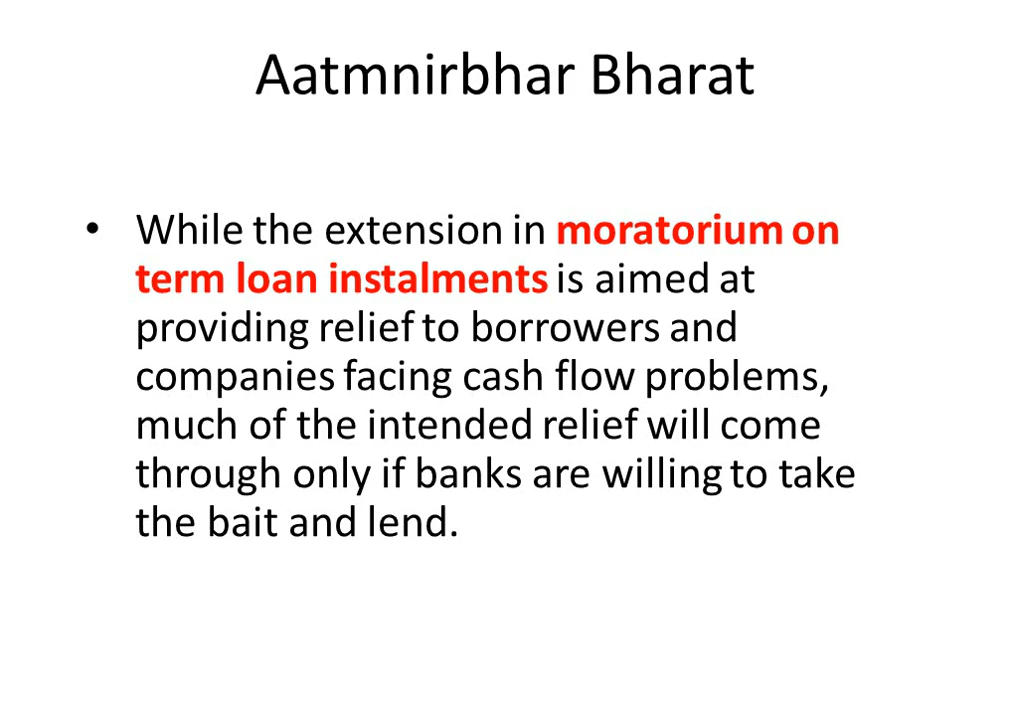 Aatmnirbhar Bharat
• While the extension in moratorium on
term loan instalments is aimed at
providing relief to borrowers and
companies facing cash flow problems,
much of the intended relief will come
through only if banks are willing to take
the bait and lend.